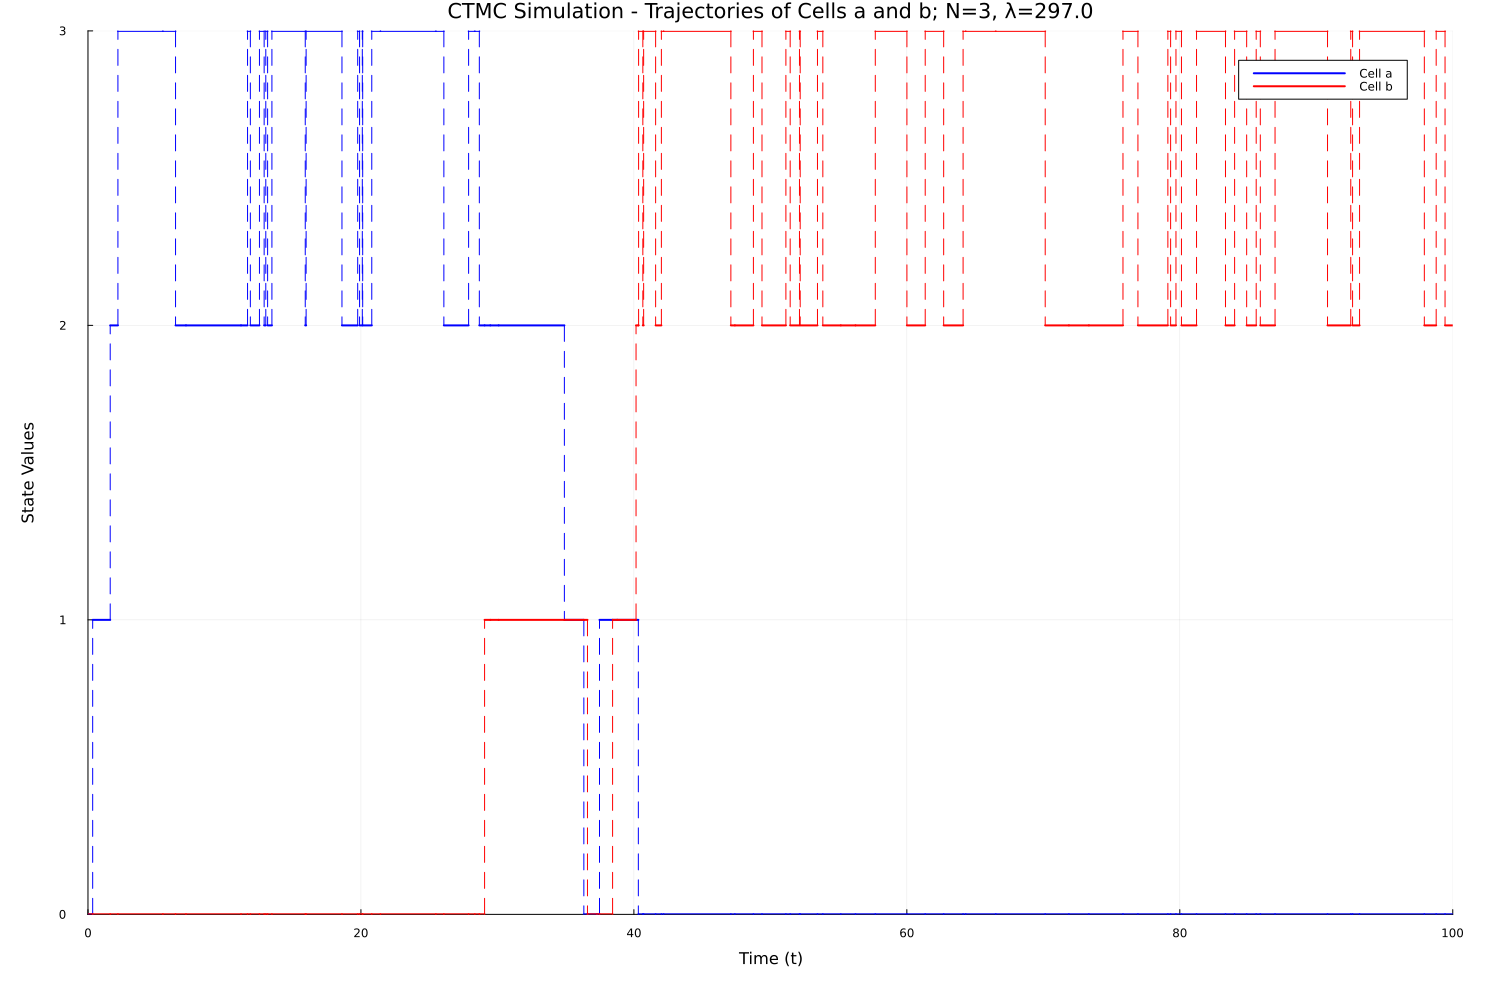 CTMC Simulation - Trajectories of Cells a and b; N=3, λ=297.0
3
Cell a
Cell b
2
State Values
1
0
0 20 40 60 80 100
Time (t)